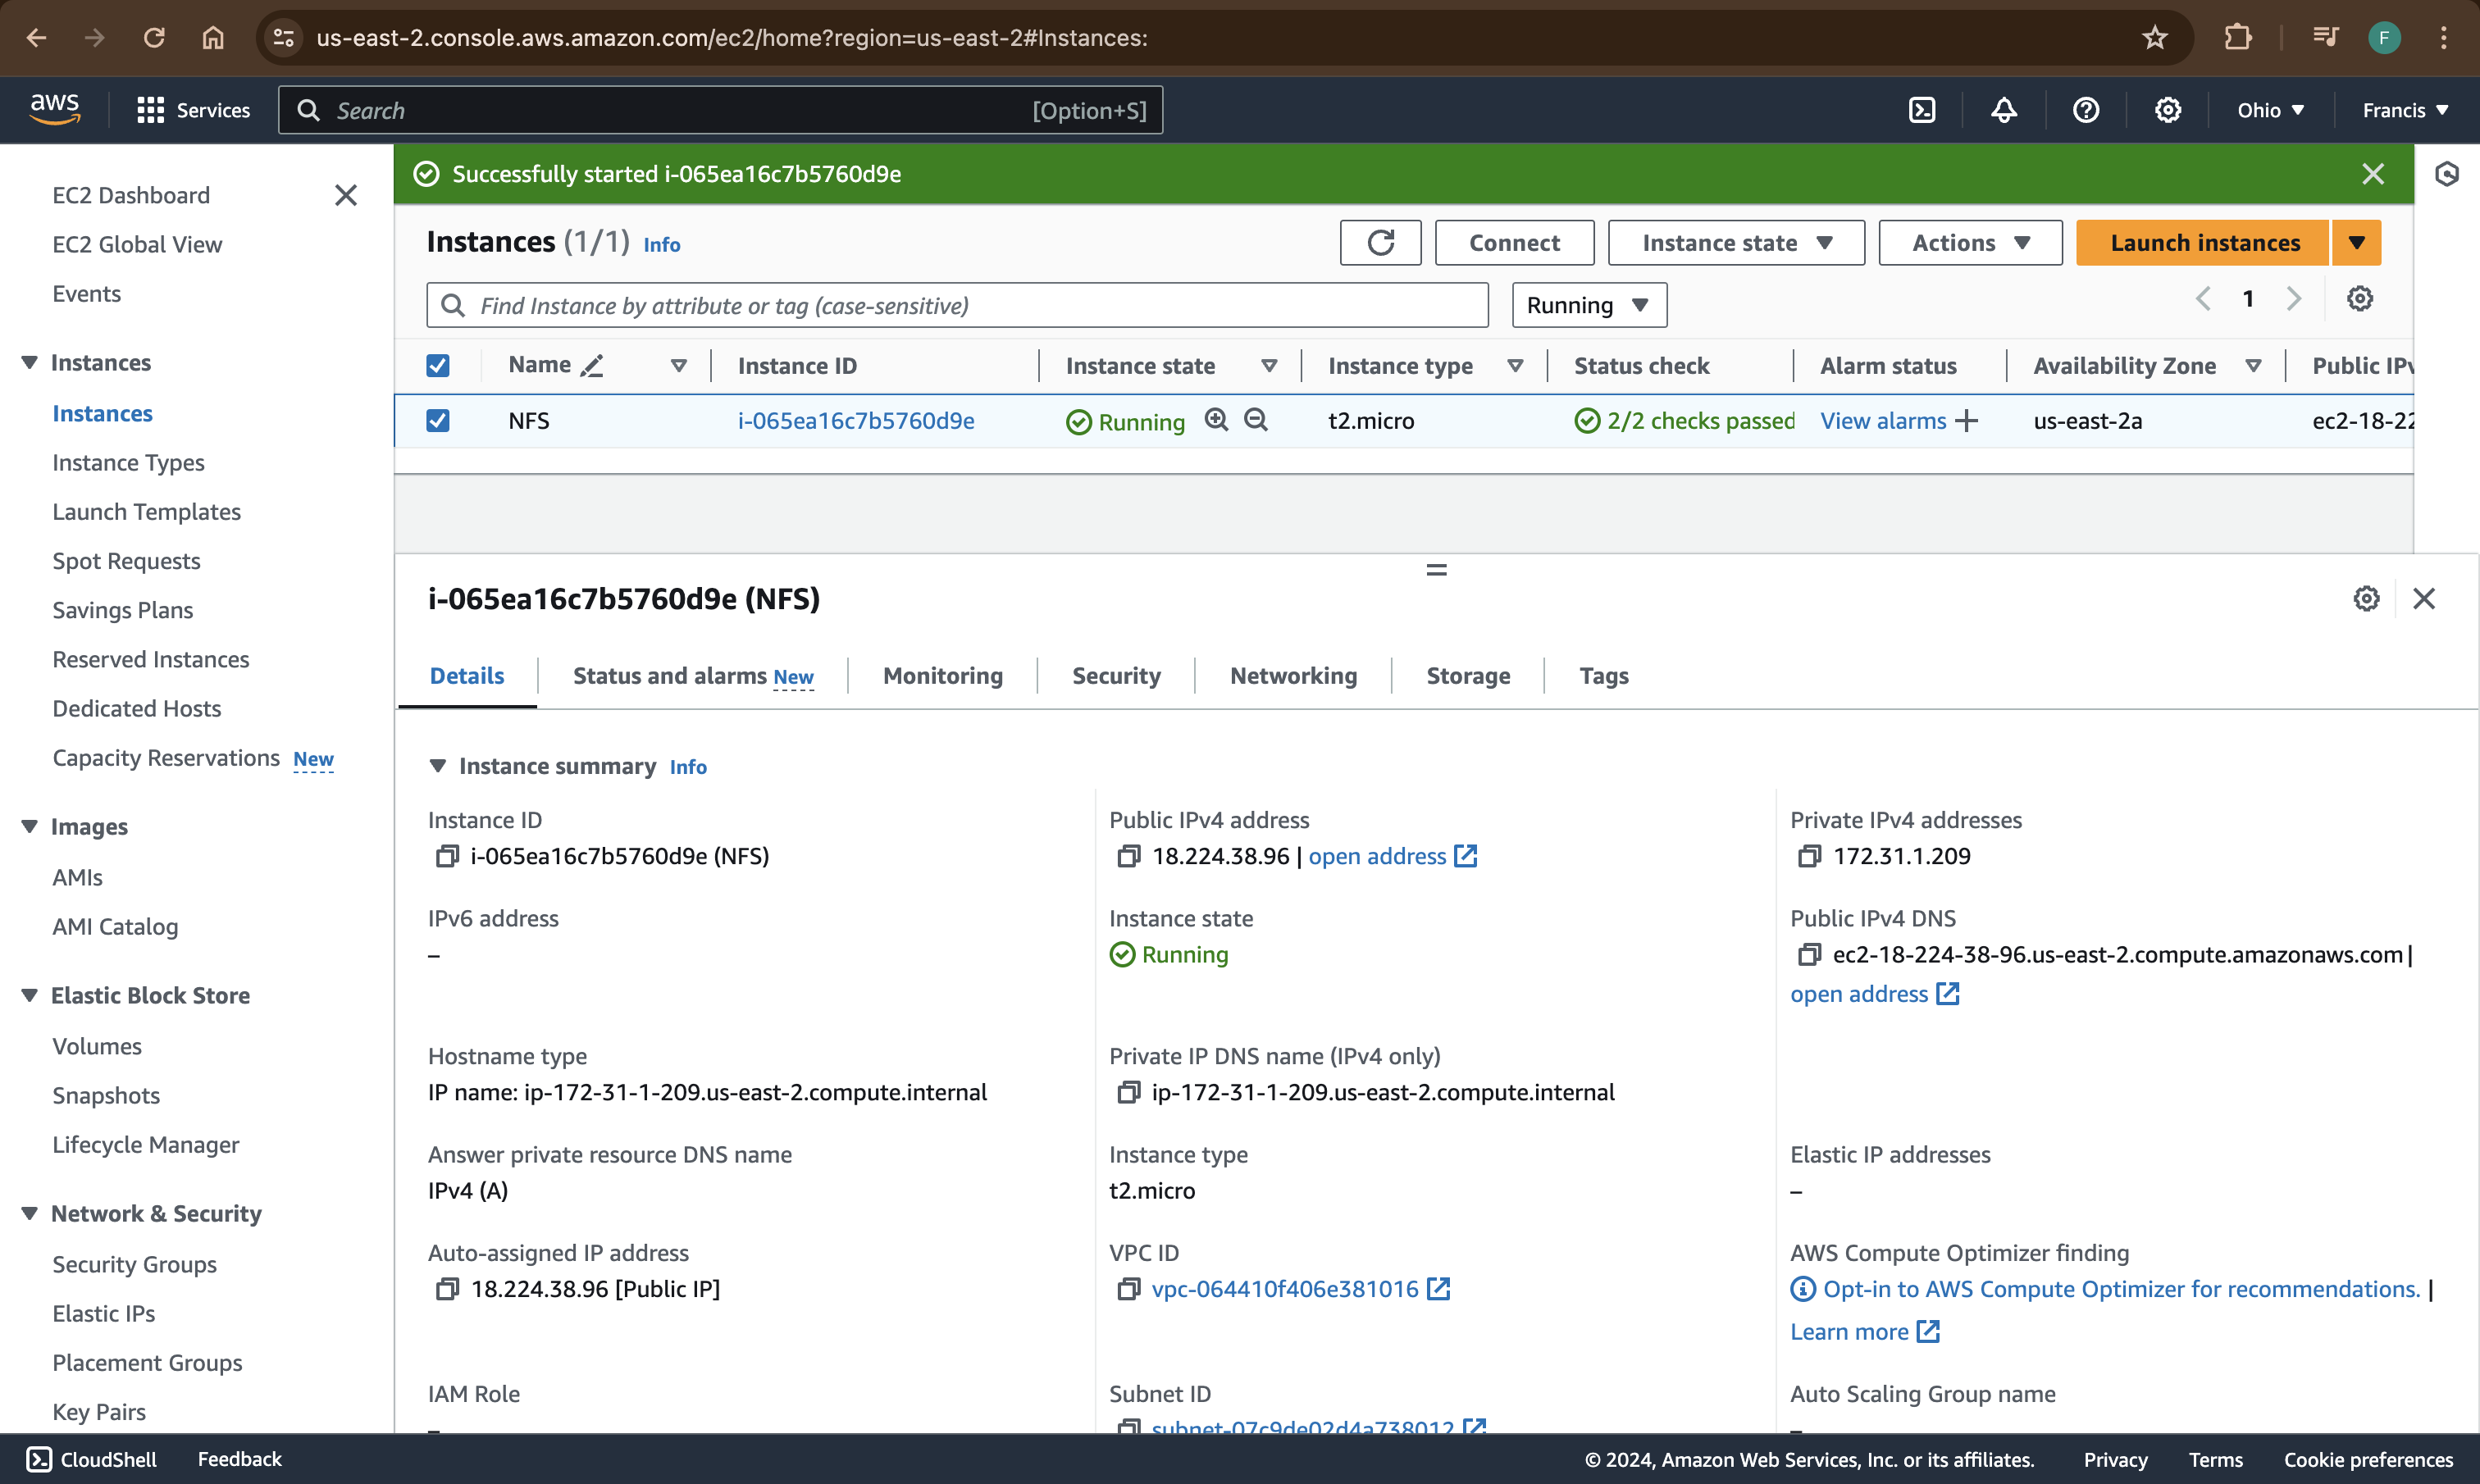 us-east-2.console.aws.amazon.com/ec2/home?region=us-east-2#Instances:
F
aws
Services
Search
[Option+S]
Ohio
Francis
EC2 Dashboard
EC2 Global View
Events
Instances
Instances
Instance Types
Launch Templates
Spot Requests
Savings Plans
Reserved Instances
Dedicated Hosts
Capacity Reservations New
Images
AMIs
AMI Catalog
Elastic Block Store
Volumes
Snapshots
Lifecycle Manager
Network & Security
Security Groups
Elastic IPs
Placement Groups
Key Pairs
Successfully started i-065ea16c7b5760d9e
Instances (1/1) Info
Connect
Instance state
Actions
Launch instances
Find Instance by attribute or tag (case-sensitive)
Running
1
Name
Instance ID
Instance state
Instance type
Status check
Alarm status
Availability Zone
Public IPv
NFS
i-065ea16c7b5760d9e
Running
t2.micro
2/2 checks passed
View alarms
us-east-2a
ec2-18-22
i-065ea16c7b5760d9e (NFS)
Details
Status and alarms New
Monitoring
Security
Networking
Storage
Tags
Instance summary Info
Instance ID
i-065ea16c7b5760d9e (NFS)
Public IPv4 address
18.224.38.96 | open address
Private IPv4 addresses
172.31.1.209
IPv6 address
–
Instance state
Running
Public IPv4 DNS
ec2-18-224-38-96.us-east-2.compute.amazonaws.com |
open address
Hostname type
IP name: ip-172-31-1-209.us-east-2.compute.internal
Private IP DNS name (IPv4 only)
ip-172-31-1-209.us-east-2.compute.internal
Answer private resource DNS name
IPv4 (A)
Instance type
t2.micro
Elastic IP addresses
–
Auto-assigned IP address
18.224.38.96 [Public IP]
VPC ID
vpc-064410f406e381016
AWS Compute Optimizer finding
Opt-in to AWS Compute Optimizer for recommendations. |
Learn more
IAM Role
–
Subnet ID
subnet-07c9de02d4a738012
Auto Scaling Group name
–
CloudShell
Feedback
© 2024, Amazon Web Services, Inc. or its affiliates.
Privacy
Terms
Cookie preferences